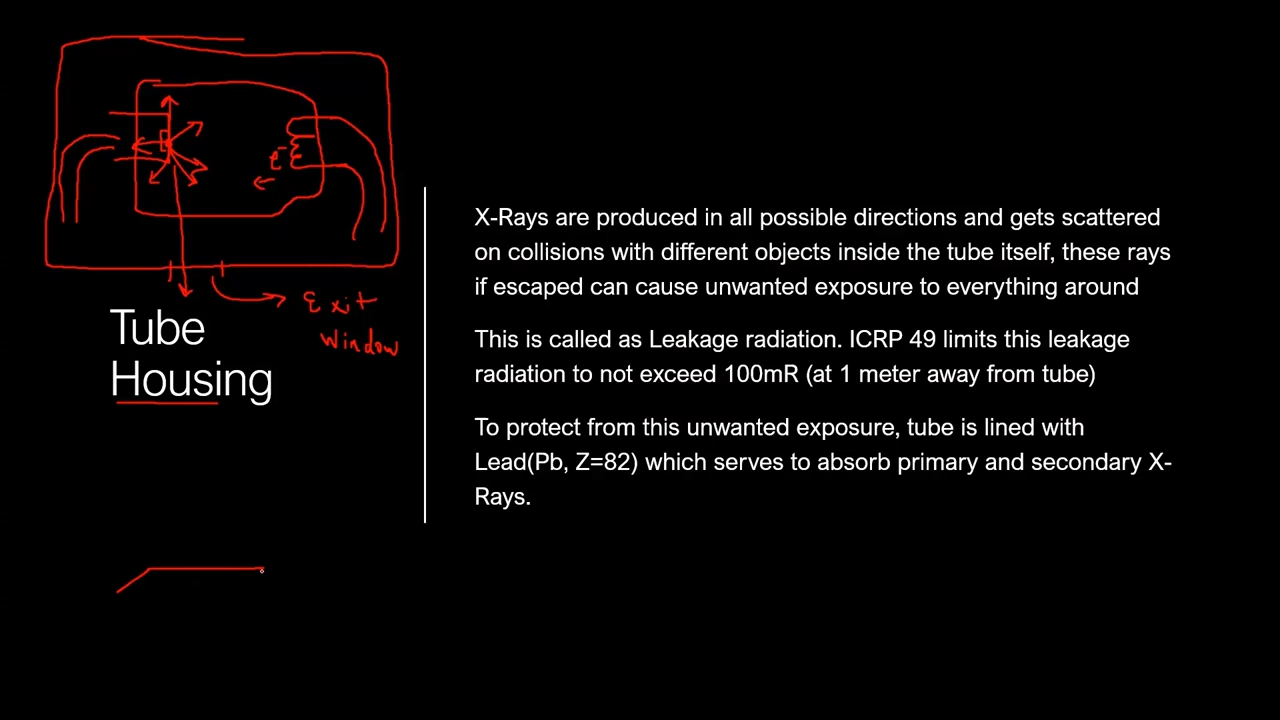 e-
Exit
Window
Tube
Housing
X-Rays are produced in all possible directions and gets scattered
on collisions with different objects inside the tube itself, these rays
if escaped can cause unwanted exposure to everything around
This is called as Leakage radiation. ICRP 49 limits this leakage
radiation to not exceed 100mR (at 1 meter away from tube)
To protect from this unwanted exposure, tube is lined with
Lead(Pb, Z=82) which serves to absorb primary and secondary X-
Rays.